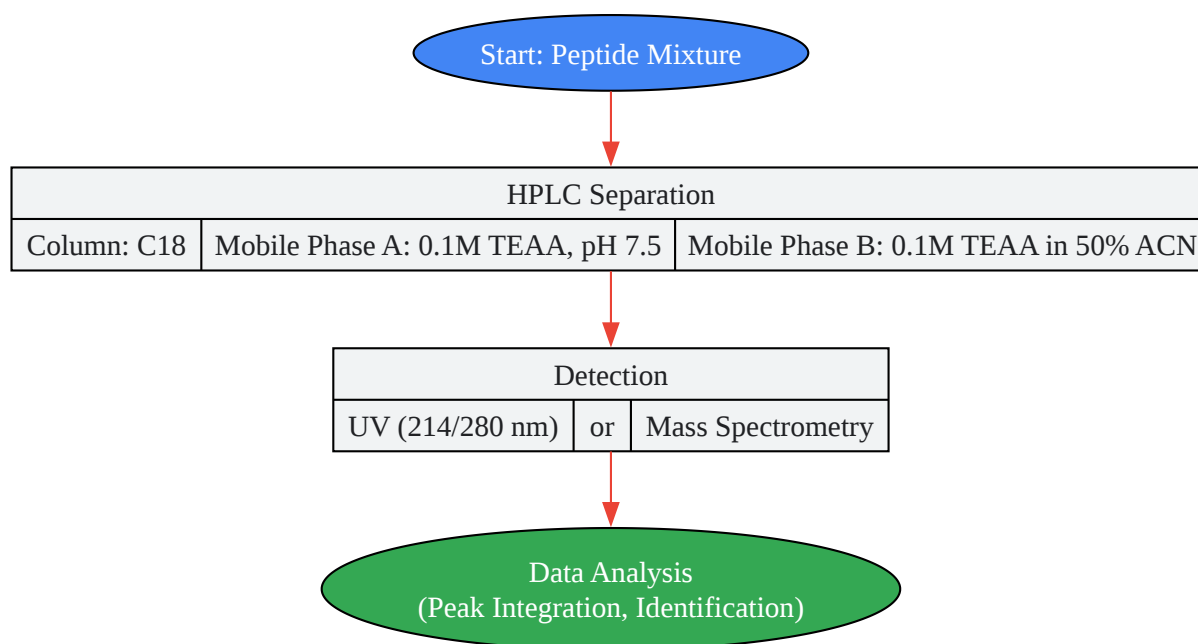 Start: Peptide Mixture
HPLC Separation
Column: C18
Mobile Phase A: 0.1M TEAA, pH 7.5
Mobile Phase B: 0.1M TEAA in 50% ACN
Detection
UV (214/280 nm)
or
Mass Spectrometry
Data Analysis
(Peak Integration, Identification)